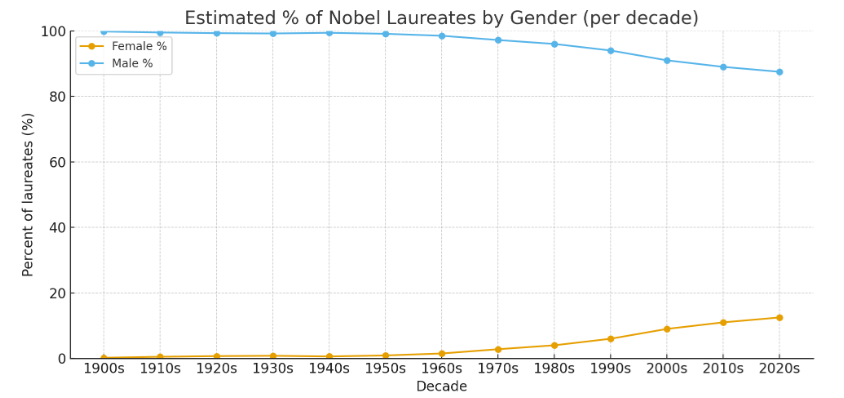 Estimated % of Nobel Laureates by Gender (per decade)
Percent of laureates (%)
100
80
60
40
20
0
Female %
Male %
1900s 1910s 1920s 1930s 1940s 1950s 1960s 1970s 1980s 1990s 2000s 2010s 2020s
Decade